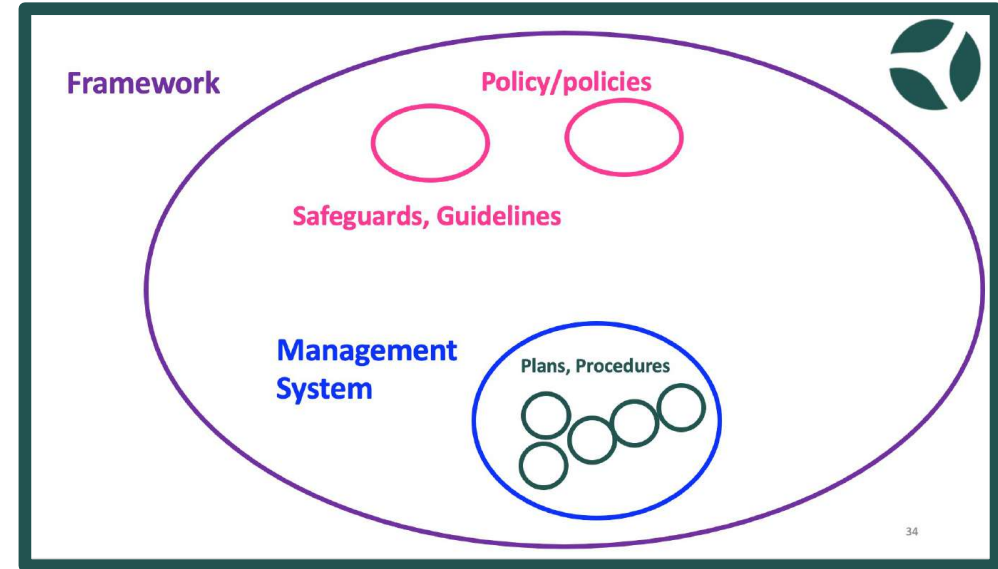 Framework
Policy/policies
Safeguards, Guidelines
Management
System
Plans, Procedures
34